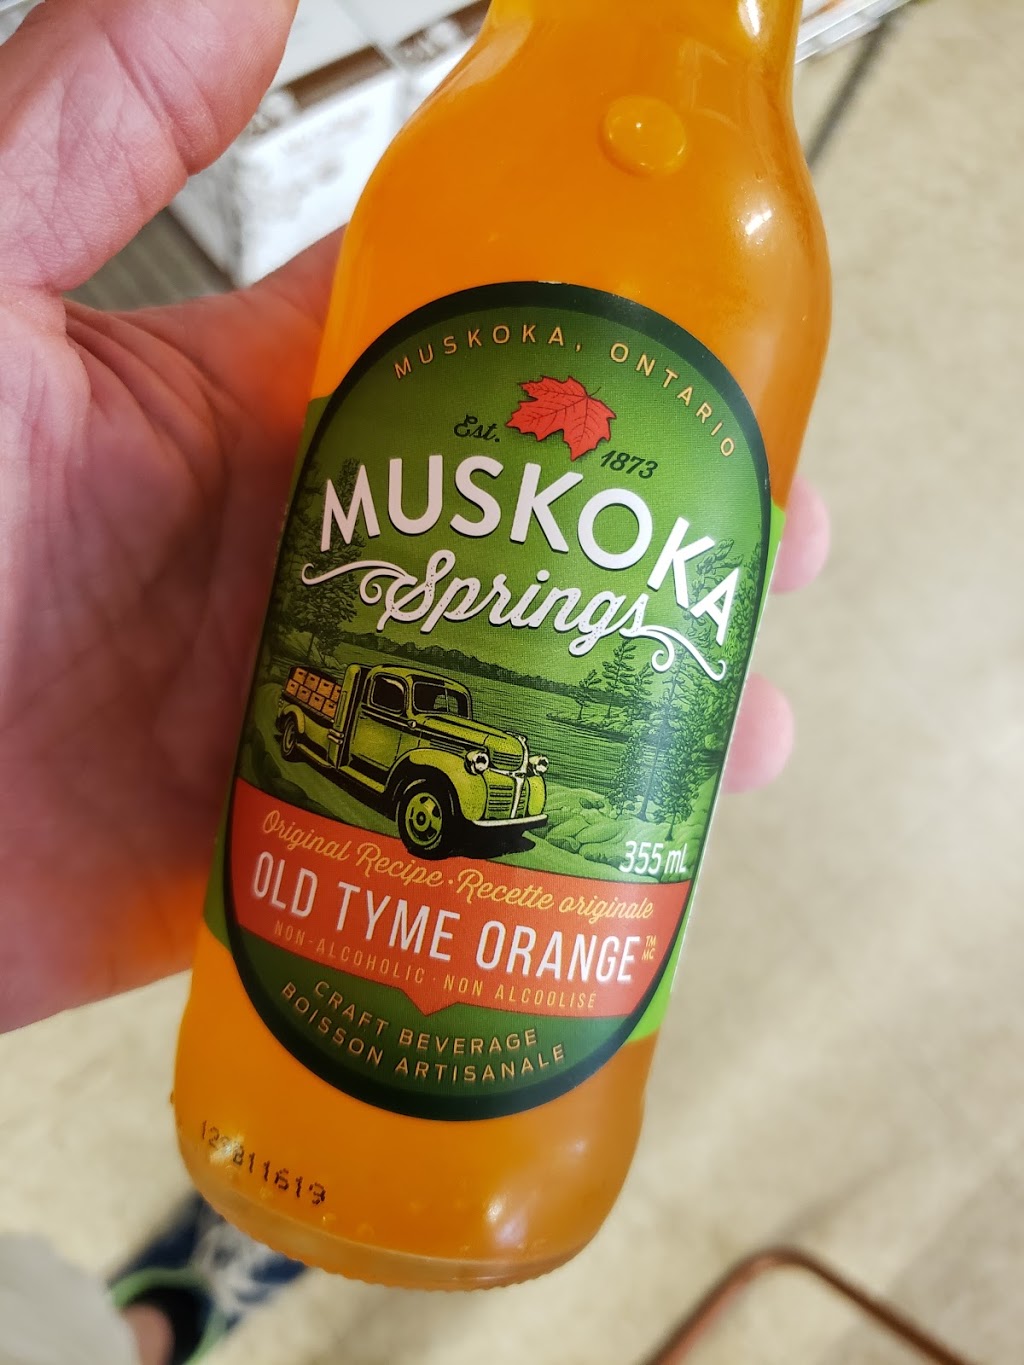 MUSKOKA, ONTARIO
Est. 1873
MUSKOKA
Springs
355 mL
Original Recipe · Recette originale
OLD TYME ORANGE™ MC
NON-ALCOHOLIC · NON ALCOOLISÉ
CRAFT BEVERAGE
BOISSON ARTISANALE